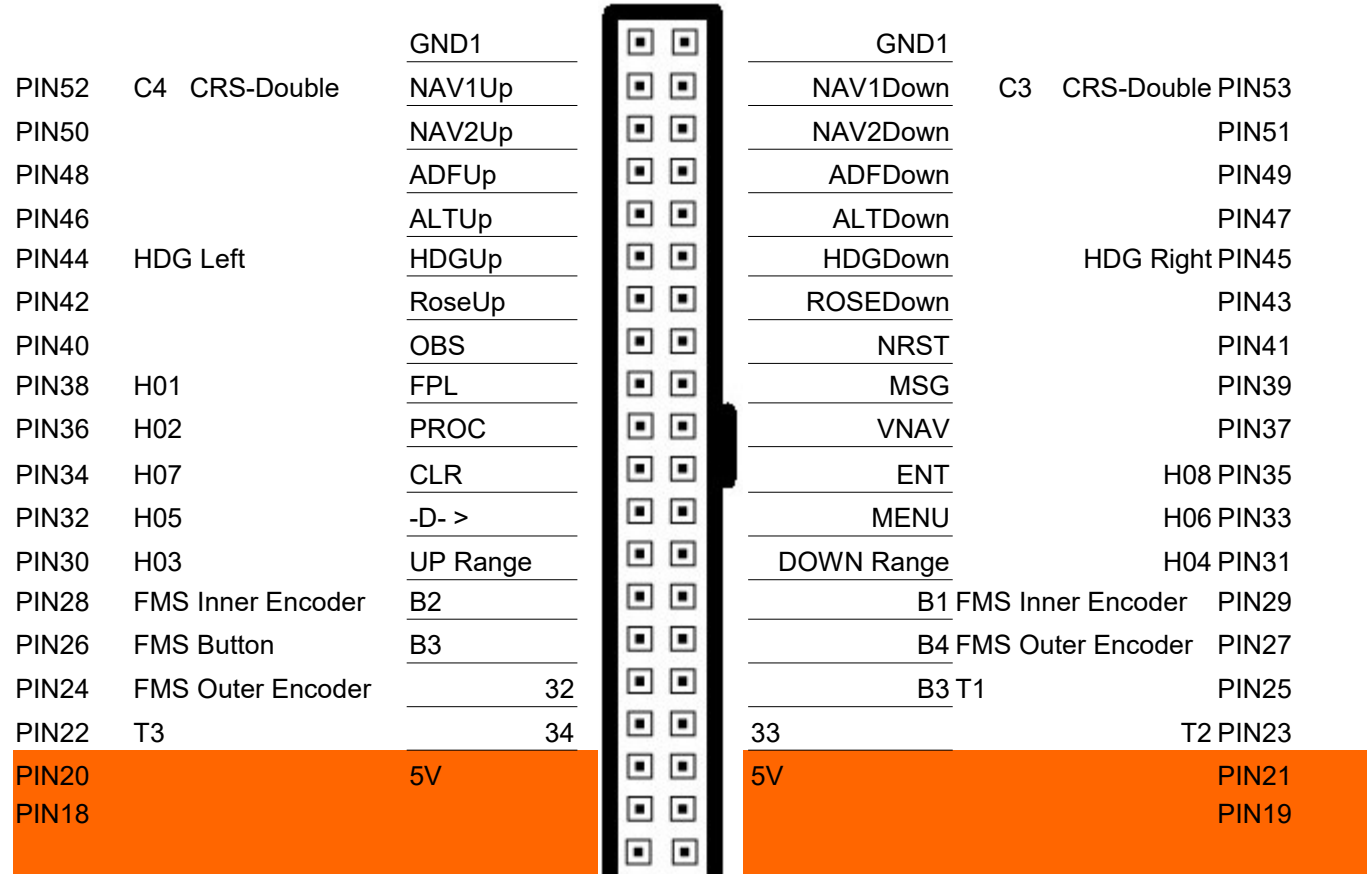 GND1 GND1
PIN52 C4 CRS-Double NAV1Up NAV1Down C3 CRS-Double PIN53
PIN50 NAV2Up NAV2Down PIN51
PIN48 ADFUp ADFDown PIN49
PIN46 ALTUp ALTDown PIN47
PIN44 HDG Left HDGUp HDGDown HDG Right PIN45
PIN42 RoseUp ROSEDown PIN43
PIN40 OBS NRST PIN41
PIN38 H01 FPL MSG PIN39
PIN36 H02 PROC VNAV PIN37
PIN34 H07 CLR ENT H08 PIN35
PIN32 H05 -D- > MENU H06 PIN33
PIN30 H03 UP Range DOWN Range H04 PIN31
PIN28 FMS Inner Encoder B2 B1 FMS Inner Encoder PIN29
PIN26 FMS Button B3 B4 FMS Outer Encoder PIN27
PIN24 FMS Outer Encoder 32 B3 T1 PIN25
PIN22 T3 34 33 T2 PIN23
PIN20 5V 5V PIN21
PIN18 PIN19